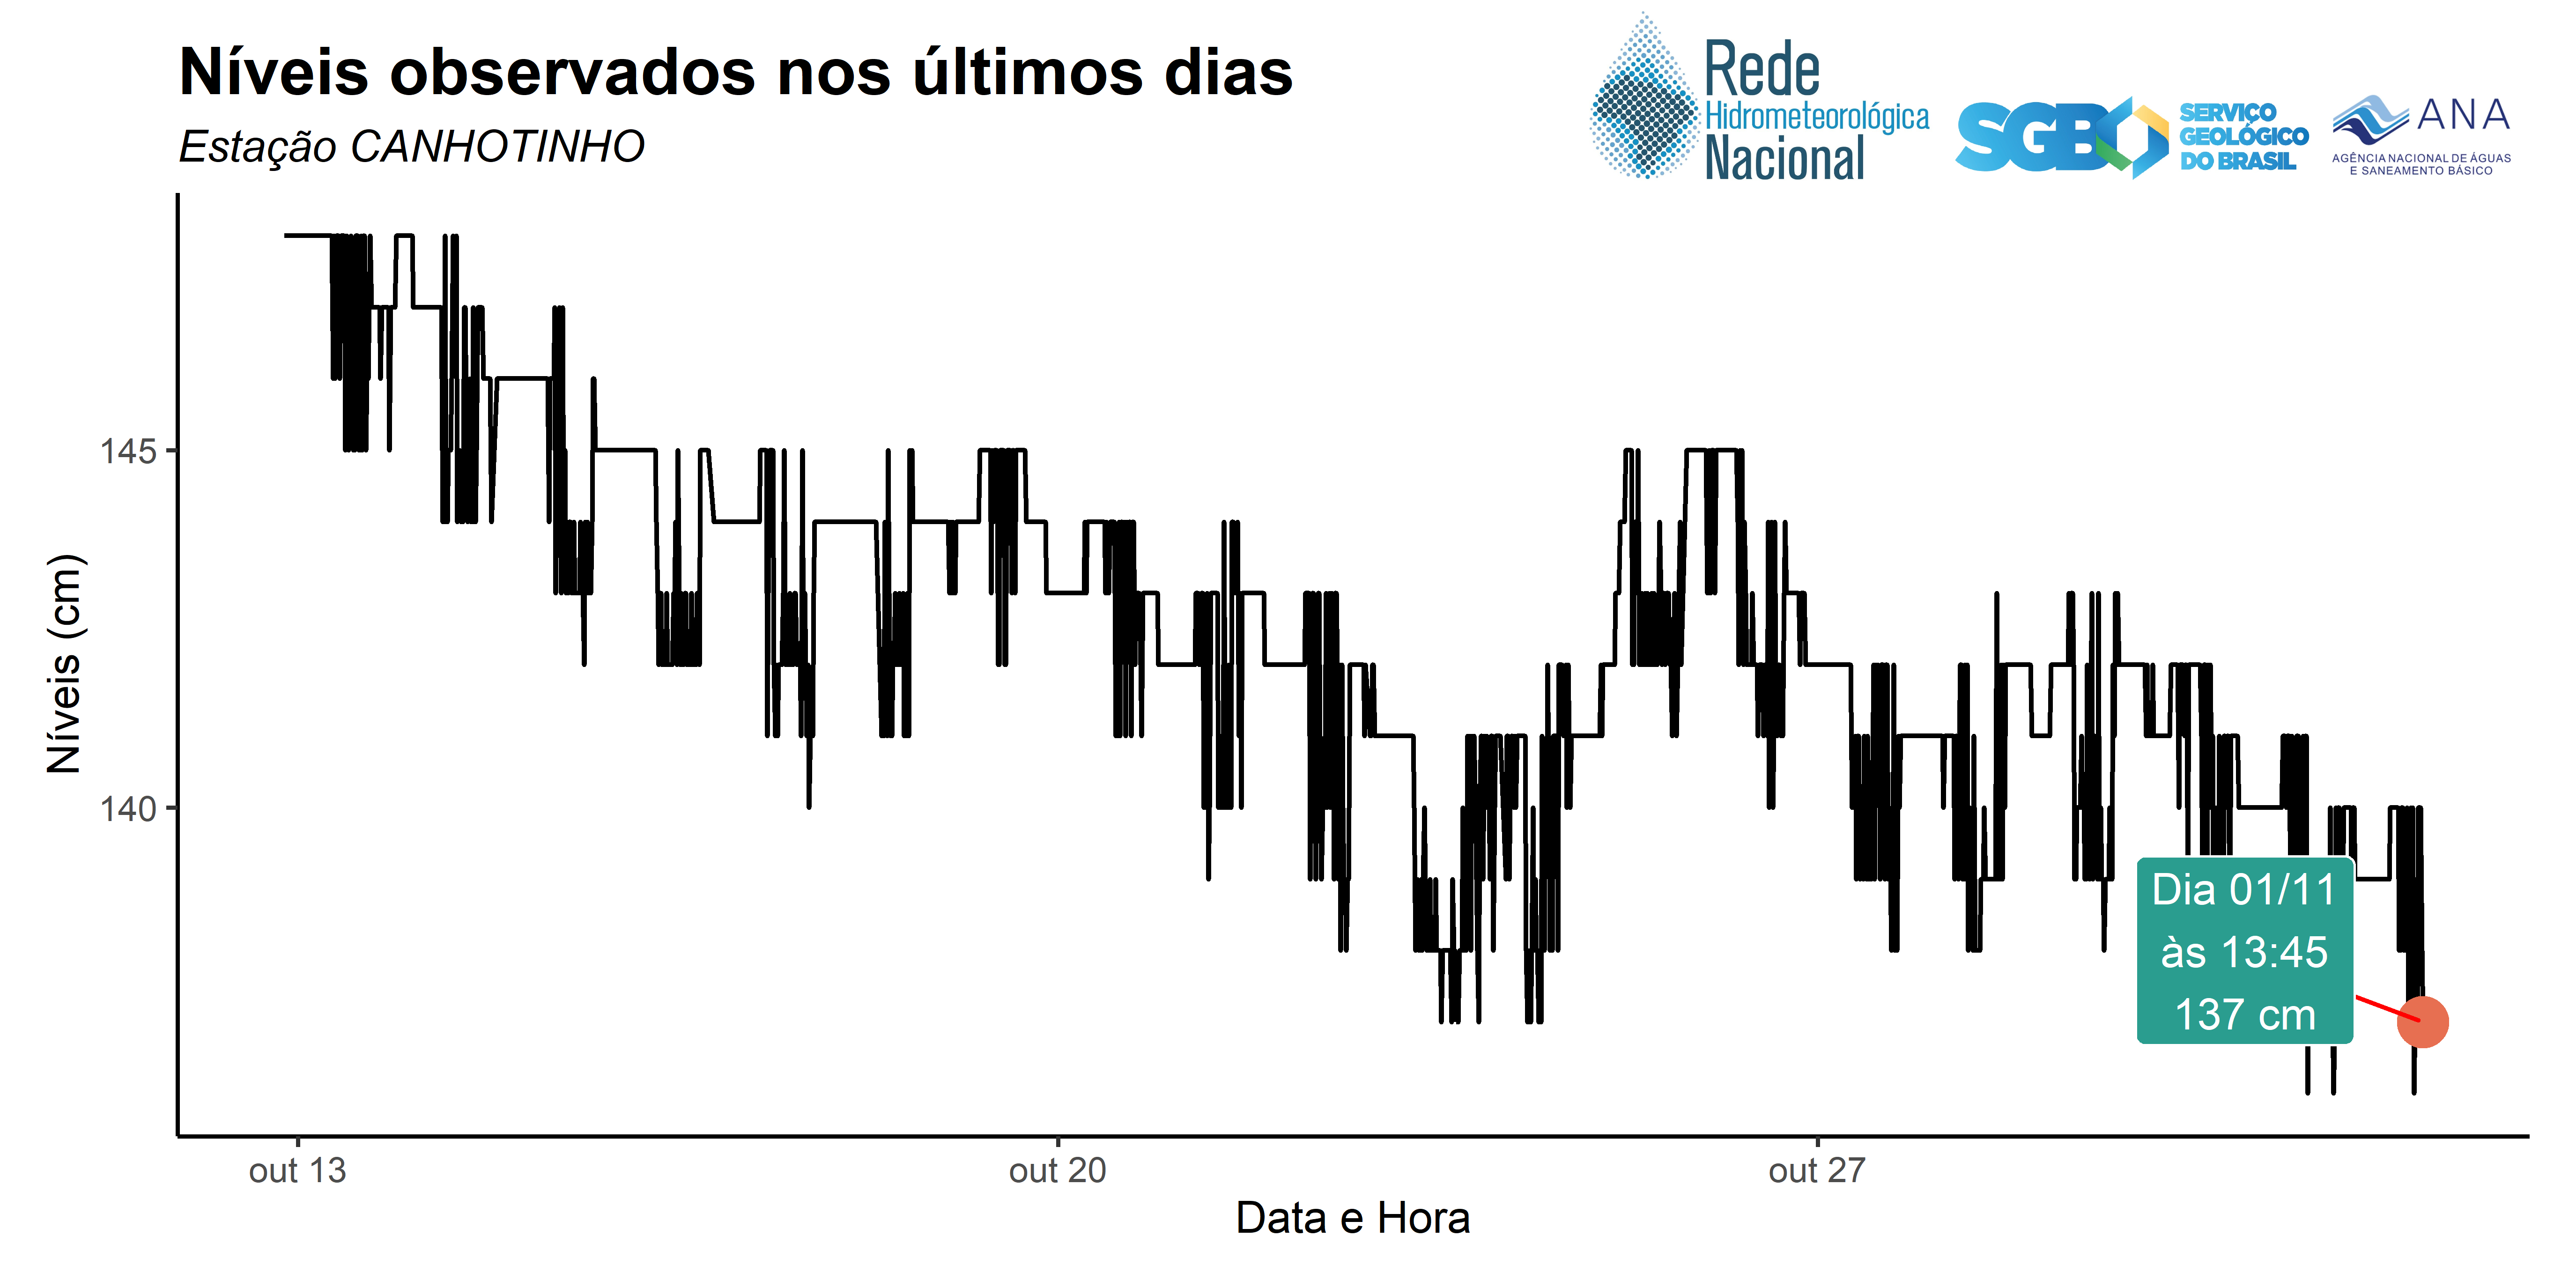 Níveis observados nos últimos dias
Estação CANHOTINHO
Rede
Hidrometeorológica
Nacional
SGB
SERVIÇO
GEOLÓGICO
DO BRASIL
ANA
AGÊNCIA NACIONAL DE ÁGUAS
E SANEAMENTO BÁSICO
Níveis (cm)
145
140
Dia 01/11
às 13:45
137 cm
out 13
out 20
out 27
Data e Hora